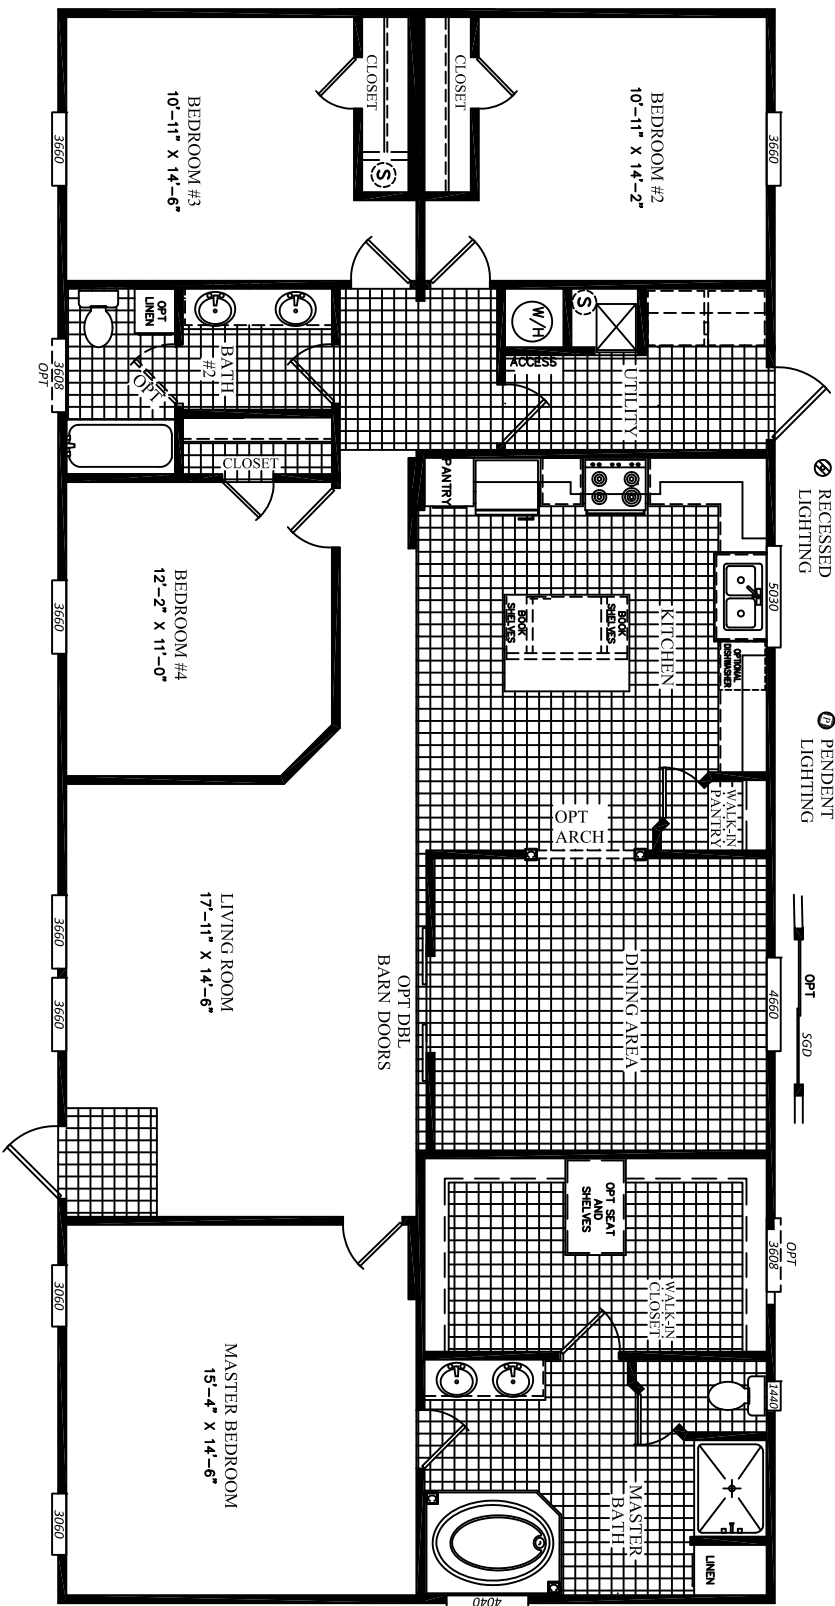 3660
BEDROOM #3
10'-11" X 14'-6"
CLOSET
S
CLOSET
BEDROOM #2
10'-11" X 14'-2"
3660
OPT
LINEN
3608
OPT
OPT
BATH
#2
CLOSET
W/H
S
ACCESS
UTILITY
RECESSED
LIGHTING
P
PENDENT
LIGHTING
3660
BEDROOM #4
12'-2" X 11'-0"
PANTRY
BOOK
SHELVES
BOOK
SHELVES
KITCHEN
5030
OPTIONAL
DISHWASHER
WALK-IN
PANTRY
OPT
ARCH
3660
3660
LIVING ROOM
17'-11" X 14'-6"
OPT DBL
BARN DOORS
DINING AREA
4660
OPT
SGD
OPT SEAT
AND
SHELVES
WALK-IN
CLOSET
OPT
3608
3060
3060
MASTER BEDROOM
15'-4" X 14'-6"
1440
MASTER
BATH
LINEN
4040